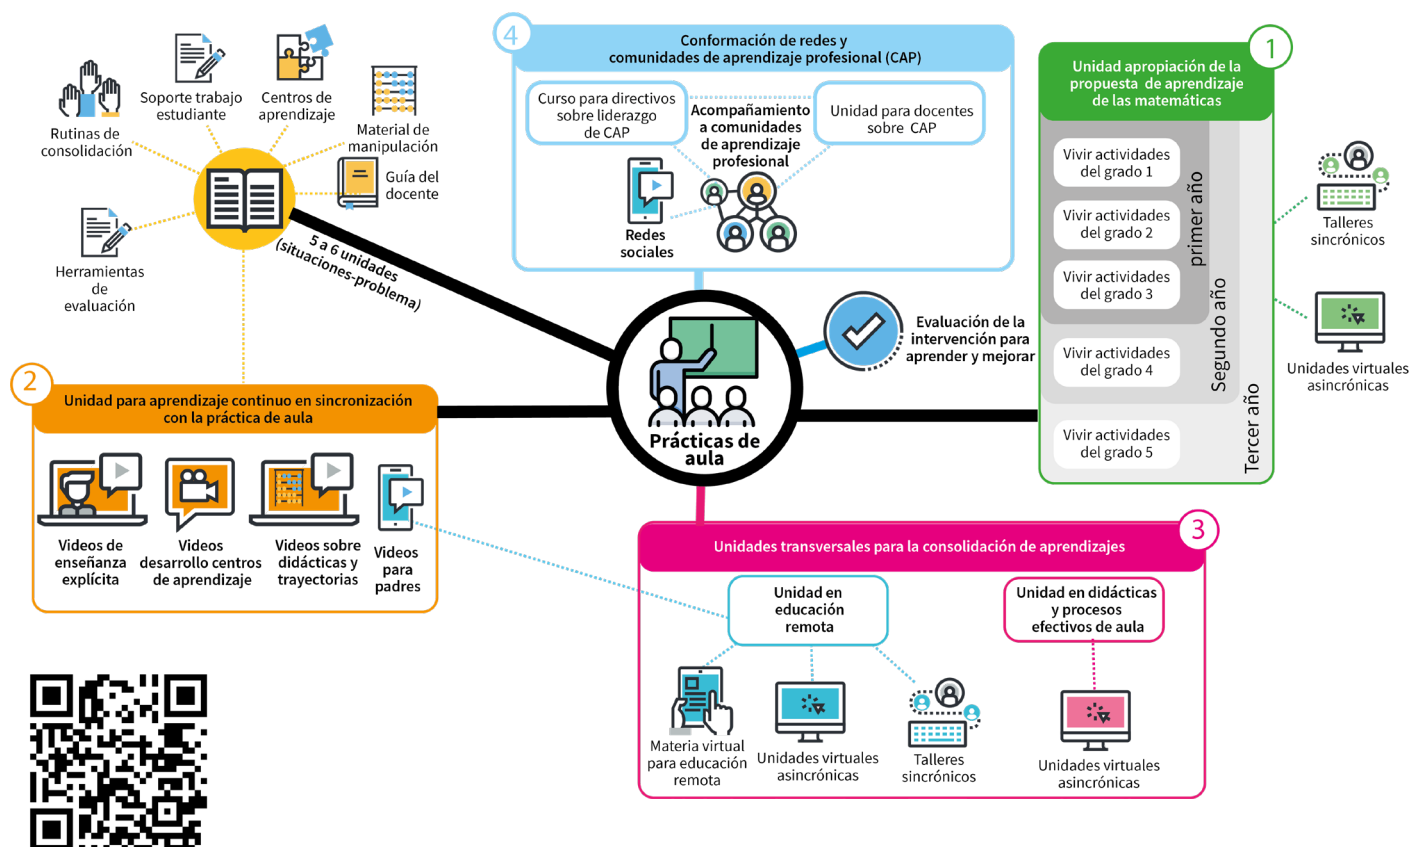 Rutinas de
consolidación
Soporte trabajo
estudiante
Centros de
aprendizaje
Material de
manipulación
Guía del
docente
Herramientas
de evaluación
5 a 6 unidades
(situaciones-problema)
4
Conformación de redes y
comunidades de aprendizaje profesional (CAP)
Curso para directivos
sobre liderazgo
de CAP
Acompañamiento
a comunidades
de aprendizaje
profesional
Unidad para docentes
sobre CAP
Redes
sociales
1
Unidad apropiación de la
propuesta de aprendizaje
de las matemáticas
Vivir actividades
del grado 1
Vivir actividades
del grado 2
Vivir actividades
del grado 3
primer año
Vivir actividades
del grado 4
Segundo año
Vivir actividades
del grado 5
Tercer año
Talleres
sincrónicos
Unidades virtuales
asincrónicas
Evaluación de la
intervención para
aprender y mejorar
Prácticas de
aula
2
Unidad para aprendizaje continuo en sincronización
con la práctica de aula
Videos de
enseñanza
explícita
Videos
desarrollo centros
de aprendizaje
Videos sobre
didácticas y
trayectorias
Videos
para
padres
3
Unidades transversales para la consolidación de aprendizajes
Unidad en
educación
remota
Unidad en didácticas
y procesos
efectivos de aula
Materia virtual
para educación
remota
Unidades virtuales
asincrónicas
Talleres
sincrónicos
Unidades virtuales
asincrónicas